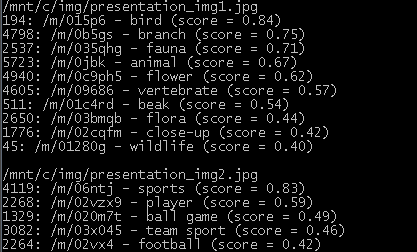 /mnt/c/img/presentation_img1.jpg
194: /m/015p6 - bird (score = 0.84)
4798: /m/0b5gs - branch (score = 0.75)
2537: /m/035qhg - fauna (score = 0.71)
5723: /m/0jbk - animal (score = 0.67)
4940: /m/0c9ph5 - flower (score = 0.62)
4605: /m/09686 - vertebrate (score = 0.57)
511: /m/01c4rd - beak (score = 0.54)
2650: /m/03bmqb - flora (score = 0.44)
1776: /m/02cqfm - close-up (score = 0.42)
45: /m/01280g - wildlife (score = 0.40)
/mnt/c/img/presentation_img2.jpg
4119: /m/06ntj - sports (score = 0.83)
2268: /m/02vzx9 - player (score = 0.59)
1329: /m/020m7t - ball game (score = 0.49)
3082: /m/03x045 - team sport (score = 0.46)
2264: /m/02vx4 - football (score = 0.42)